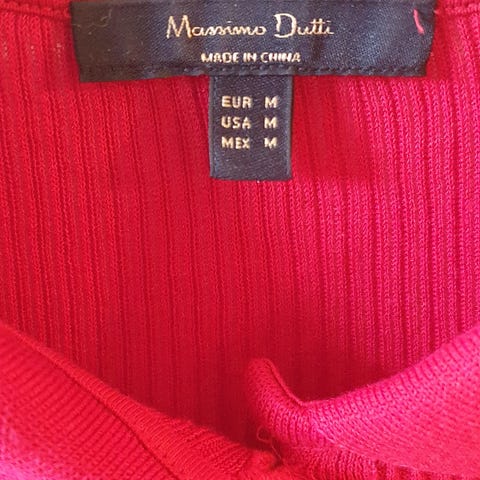 Massimo Dutti
MADE IN CHINA
EUR M
USA M
MEX M